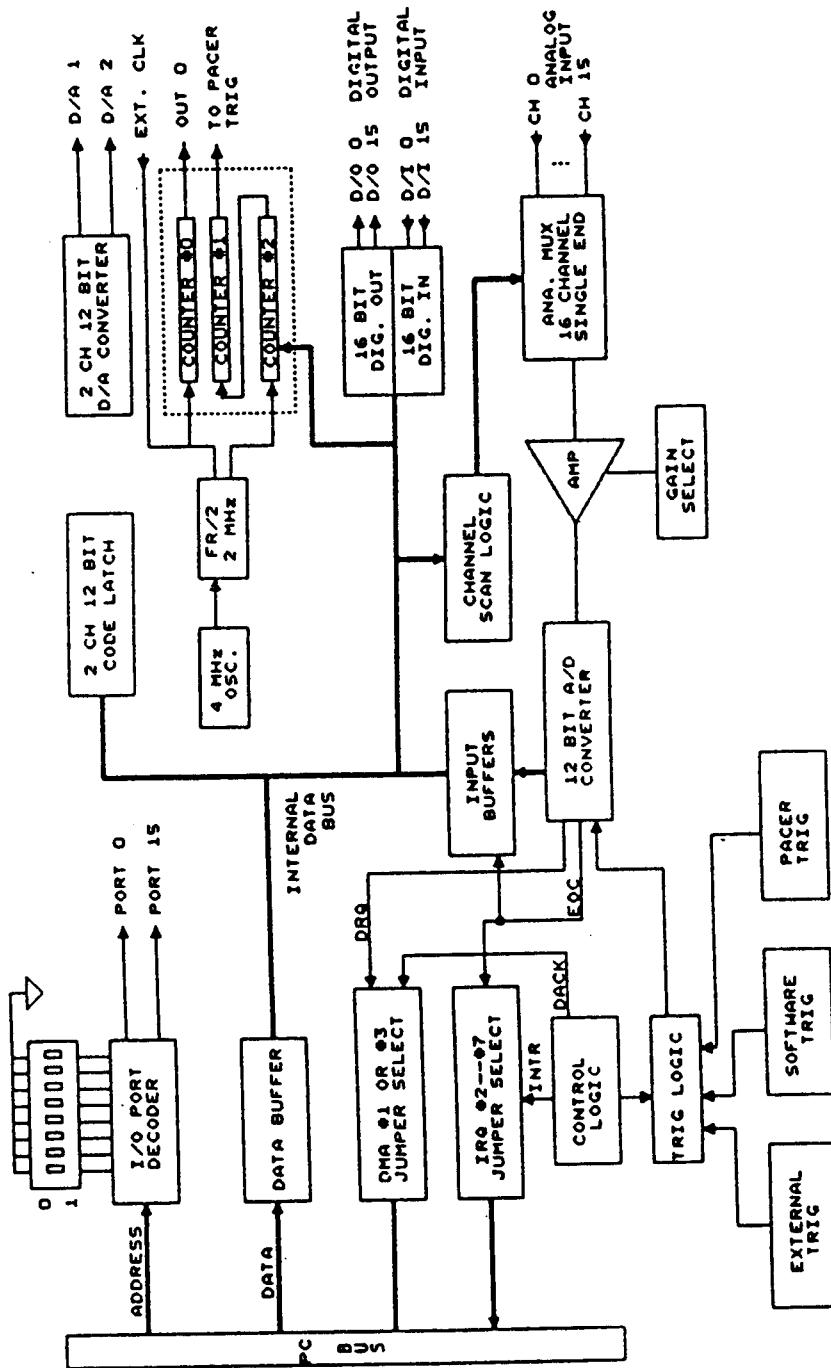 0
1
I/O PORT
DECODER
PORT 0
PORT 15
ADDRESS
DATA
DATA BUFFER
PC
BUS
INTERNAL
DATA
BUS
2 CH 12 BIT
CODE LATCH
2 CH 12 BIT
D/A CONVERTER
D/A 1
D/A 2
EXT. CLK
4 MHz
OSC.
FR/2
2 MHz
COUNTER #0
COUNTER #1
COUNTER #2
OUT 0
TO PACER
TRIG
16 BIT
DIG. OUT
16 BIT
DIG. IN
D/O 0
D/O 15
DIGITAL
OUTPUT
D/I 0
D/I 15
DIGITAL
INPUT
DMA #1 OR #3
JUMPER SELECT
DRQ
DACK
IRQ #2--#7
JUMPER SELECT
INTR
EOC
INPUT
BUFFERS
CHANNEL
SCAN LOGIC
CONTROL
LOGIC
12 BIT A/D
CONVERTER
AMP
GAIN
SELECT
ANA. MUX
16 CHANNEL
SINGLE END
CH 0
ANALOG
INPUT
CH 15
...
TRIG LOGIC
EXTERNAL
TRIG
SOFTWARE
TRIG
PACER
TRIG